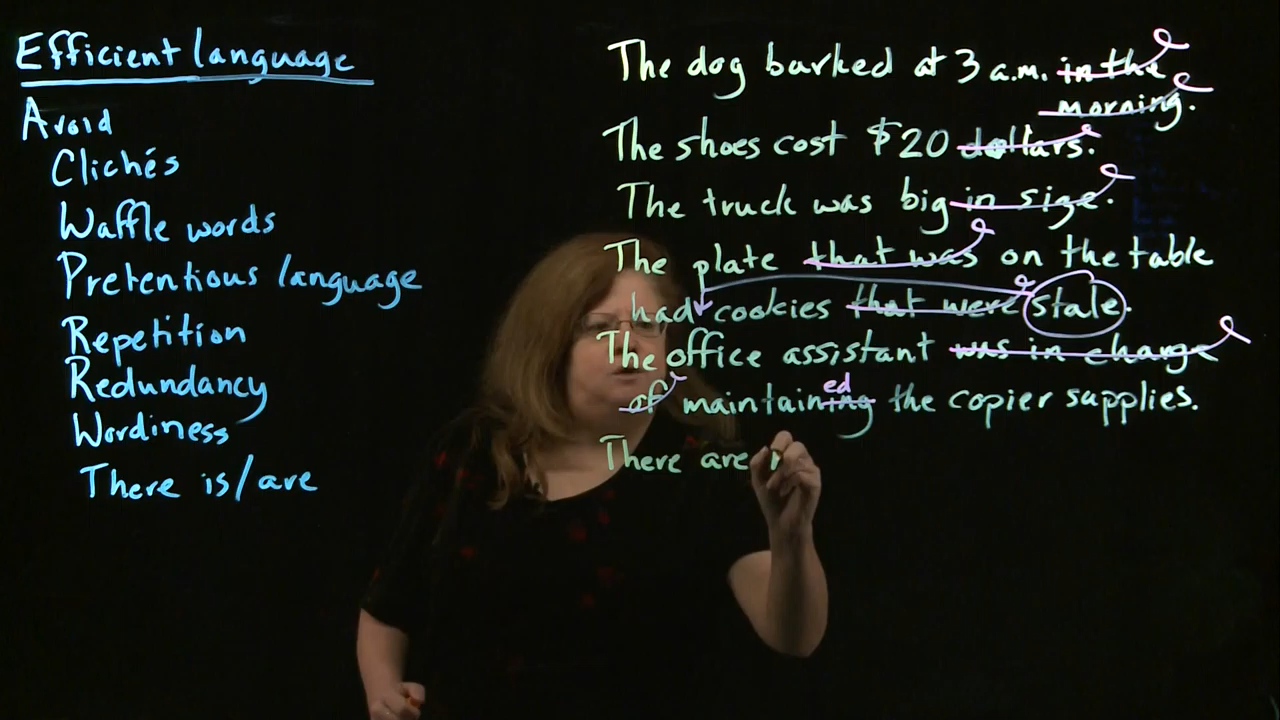 Efficient language
Avoid
Clichés
Waffle words
Pretentious language
Repetition
Redundancy
Wordiness
There is/are
The dog barked at 3 a.m. in the
morning.
The shoes cost $20 dollars.
The truck was big in size.
The plate that was on the table
had cookies that were stale.
The office assistant was in charge
ed
of maintaining the copier supplies.
There are